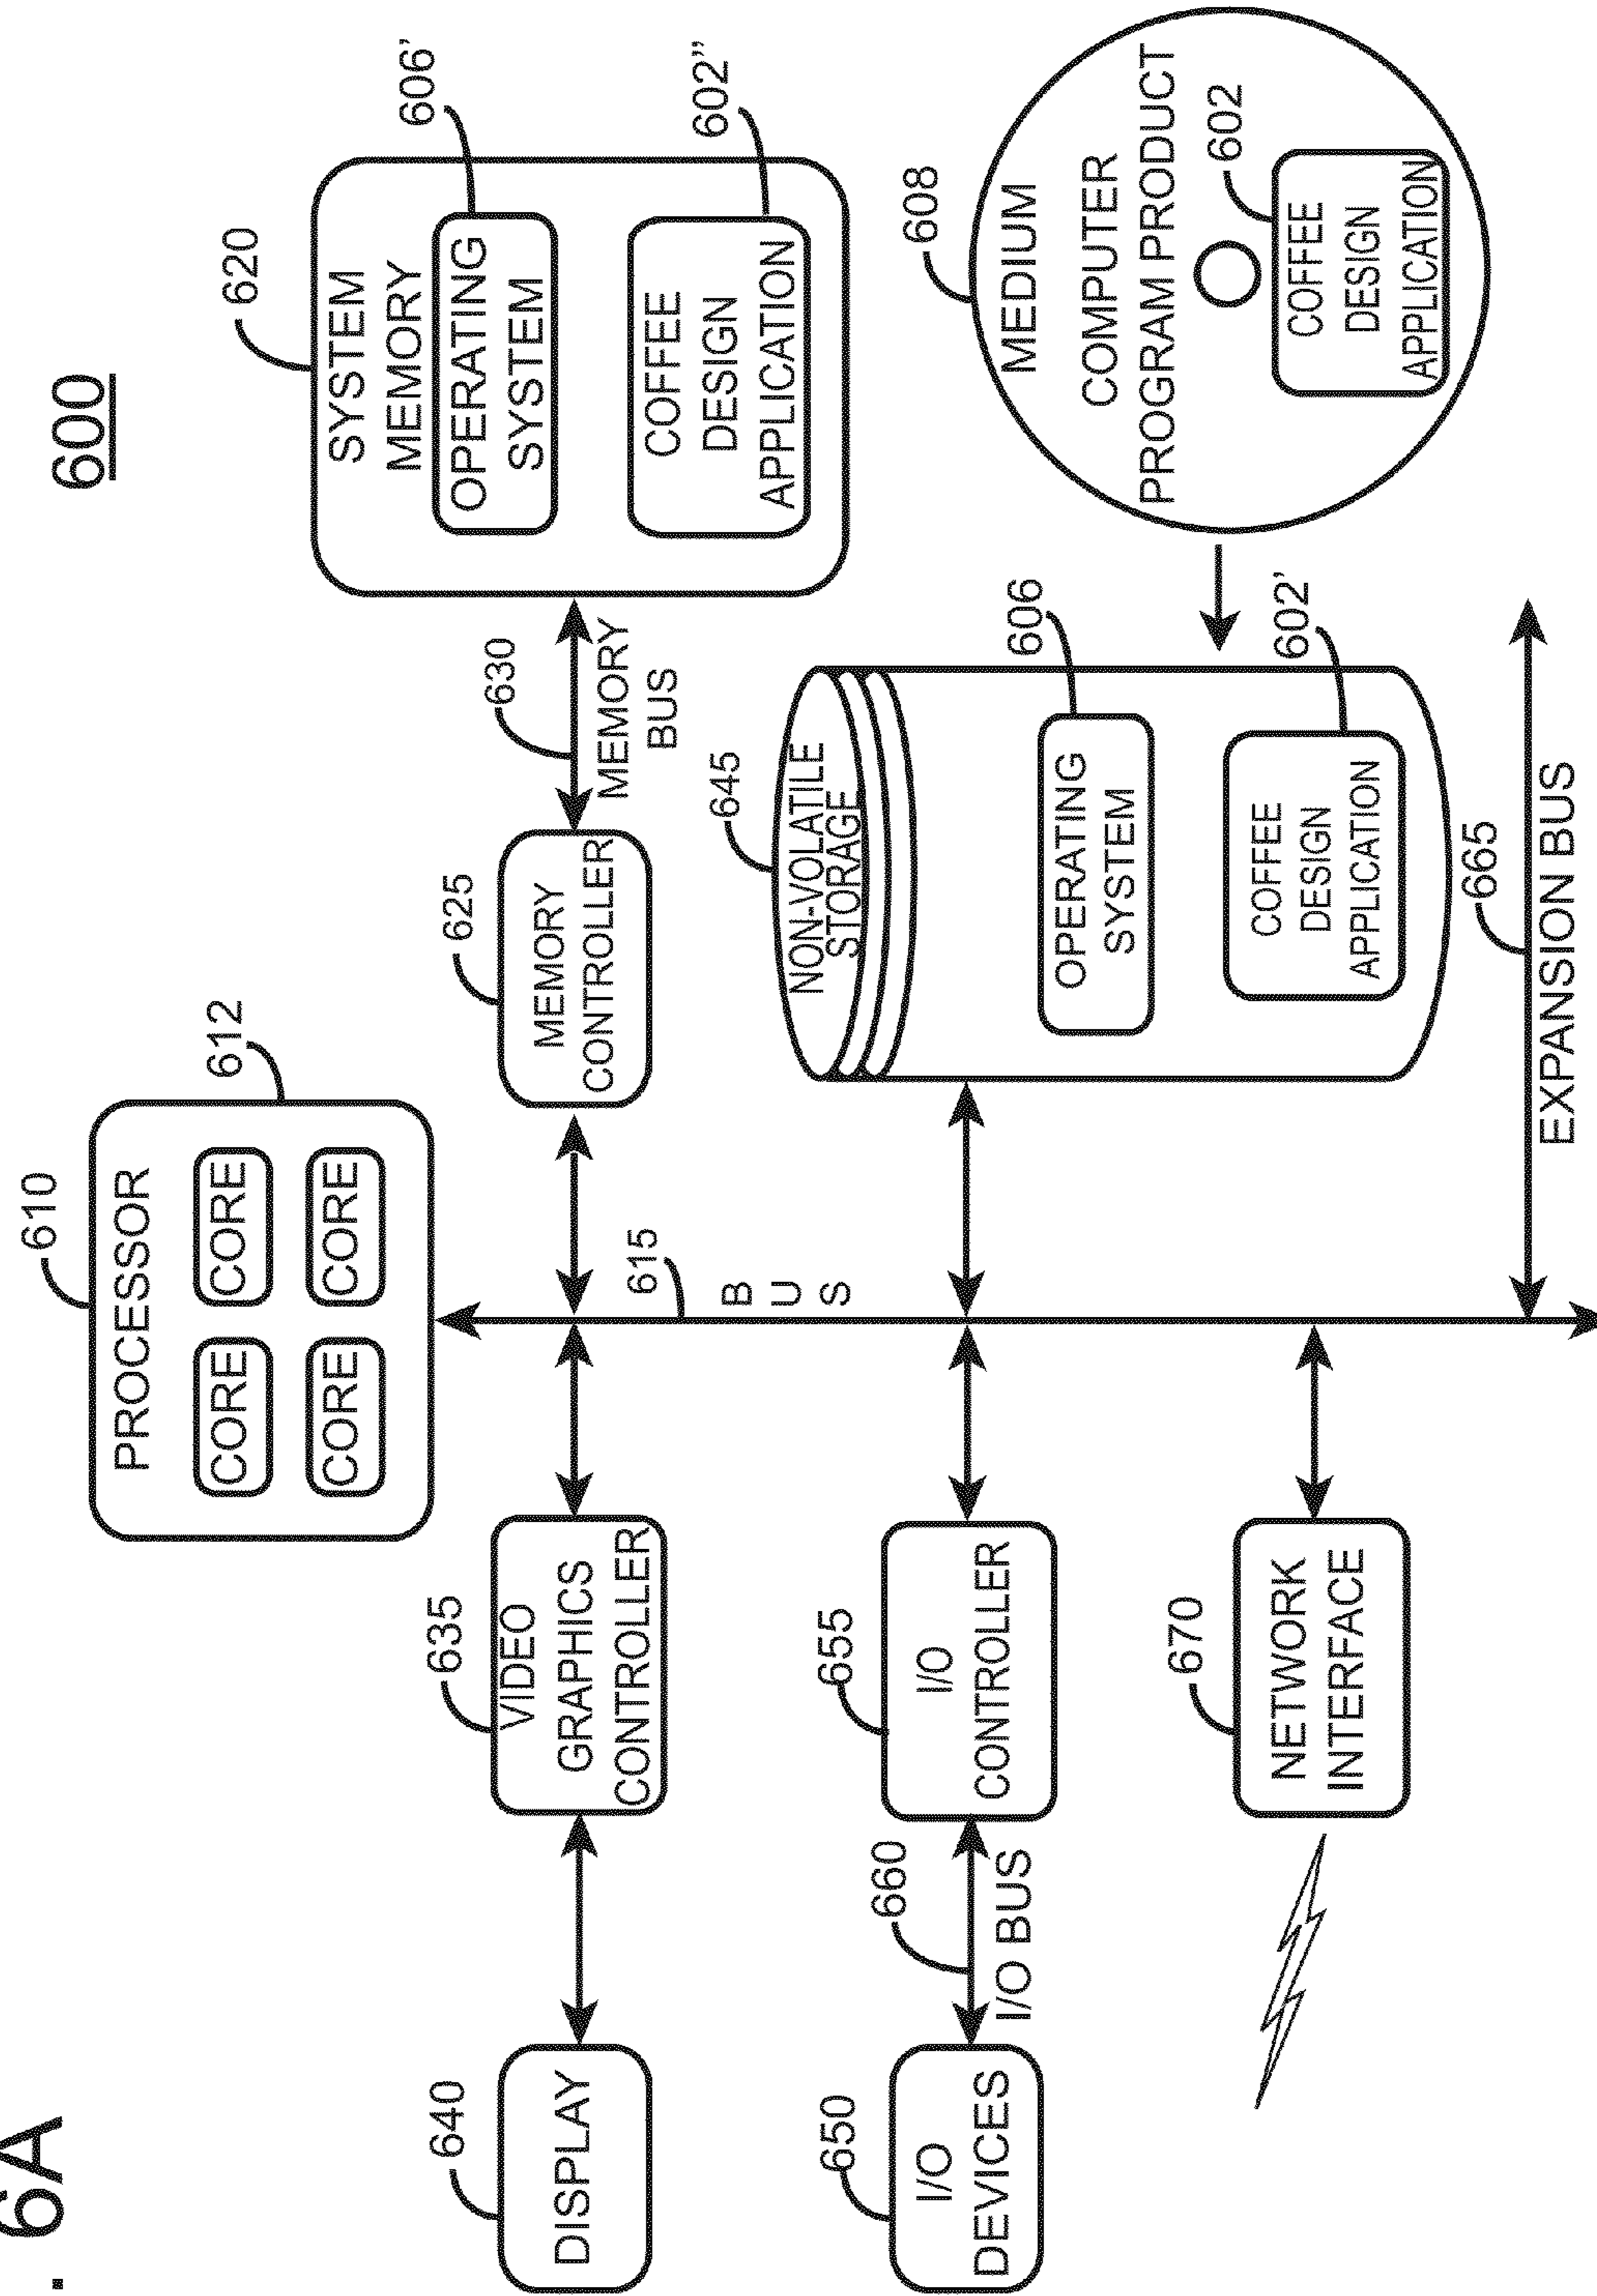 . 6A
600
610
PROCESSOR
CORE
CORE
CORE
CORE
612
620
SYSTEM
MEMORY
OPERATING
SYSTEM
606'
COFFEE
DESIGN
APPLICATION
602"
640
DISPLAY
635
VIDEO
GRAPHICS
CONTROLLER
625
MEMORY
CONTROLLER
630
MEMORY
BUS
615
B
U
S
650
I/O
DEVICES
660
I/O BUS
655
I/O
CONTROLLER
645
NON-VOLATILE
STORAGE
OPERATING
SYSTEM
606
COFFEE
DESIGN
APPLICATION
602'
608
MEDIUM
COMPUTER
PROGRAM PRODUCT
602
COFFEE
DESIGN
APPLICATION
670
NETWORK
INTERFACE
665
EXPANSION BUS